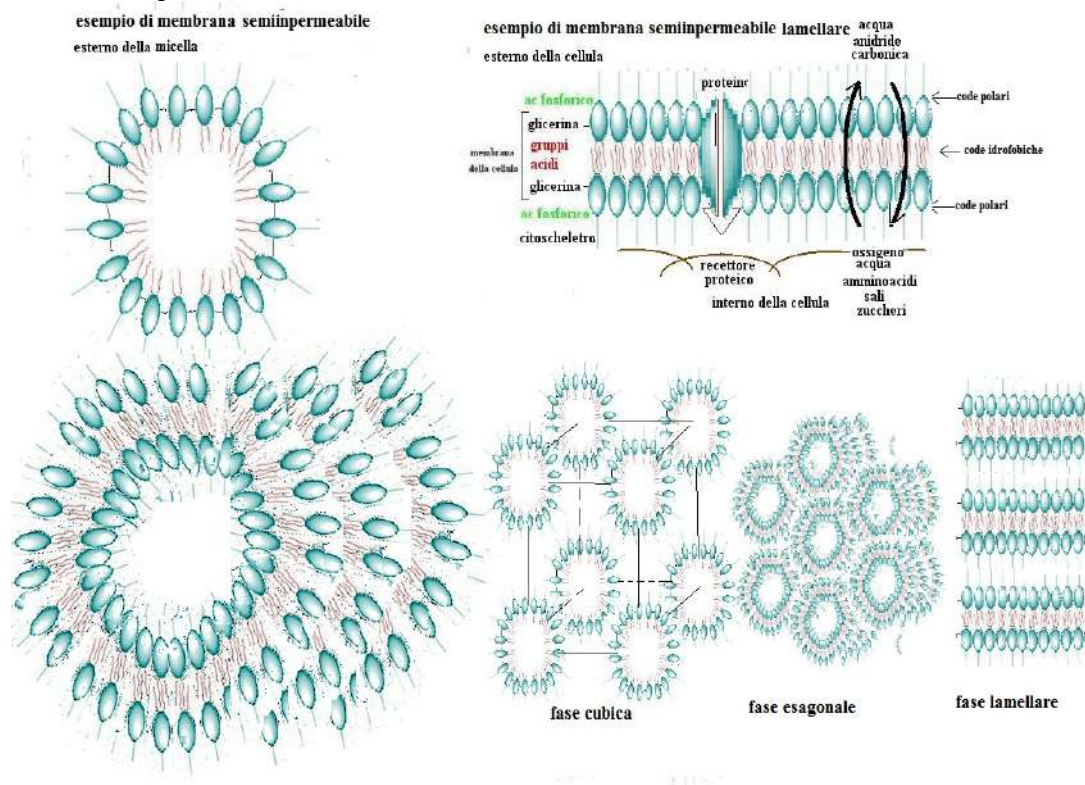 esempio di membrana semiinpermeabile
esterno della micella
esempio di membrana semiinpermeabile lamellare
esterno della cellula
acqua
anidride
carbonica
proteine
ac fosforico
glicerina
gruppi
acidi
membrana
della cellula
glicerina
ac fosforico
citoscheletro
code polari
code idrofobiche
code polari
recettore
proteico
interno della cellula
ossigeno
acqua
amminoacidi
sali
zuccheri
fase cubica
fase esagonale
fase lamellare